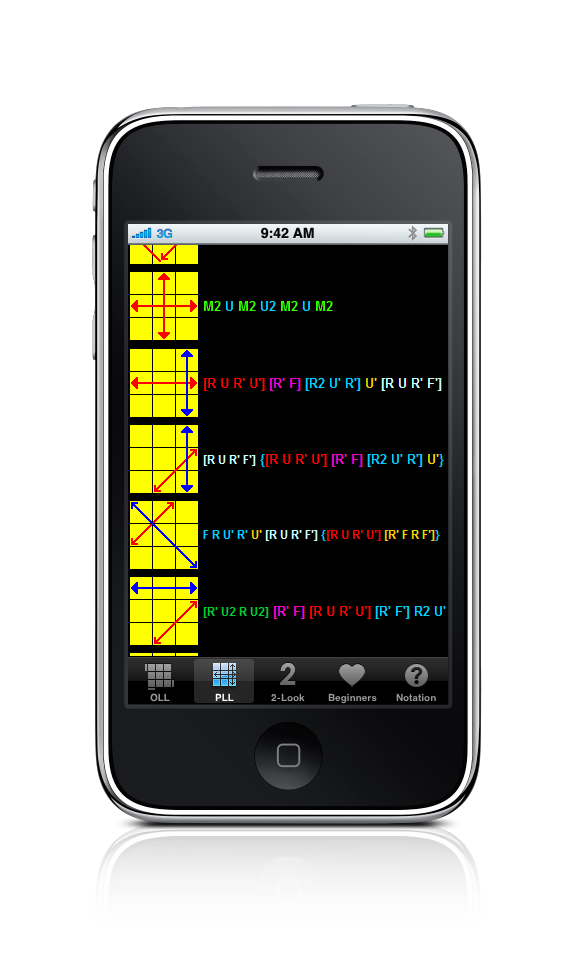 3G 9:42 AM
M2 U M2 U2 M2 U M2
[R U R' U'] [R' F] [R2 U' R'] U' [R U R' F']
[R U R' F'] {[R U R' U'] [R' F] [R2 U' R'] U'}
F R U' R' U' [R U R' F'] {[R U R' U'] [R' F R F']}
[R' U2 R U2] [R' F] [R U R' U'] [R' F'] R2 U'
2
?
OLL PLL 2-Look Beginners Notation